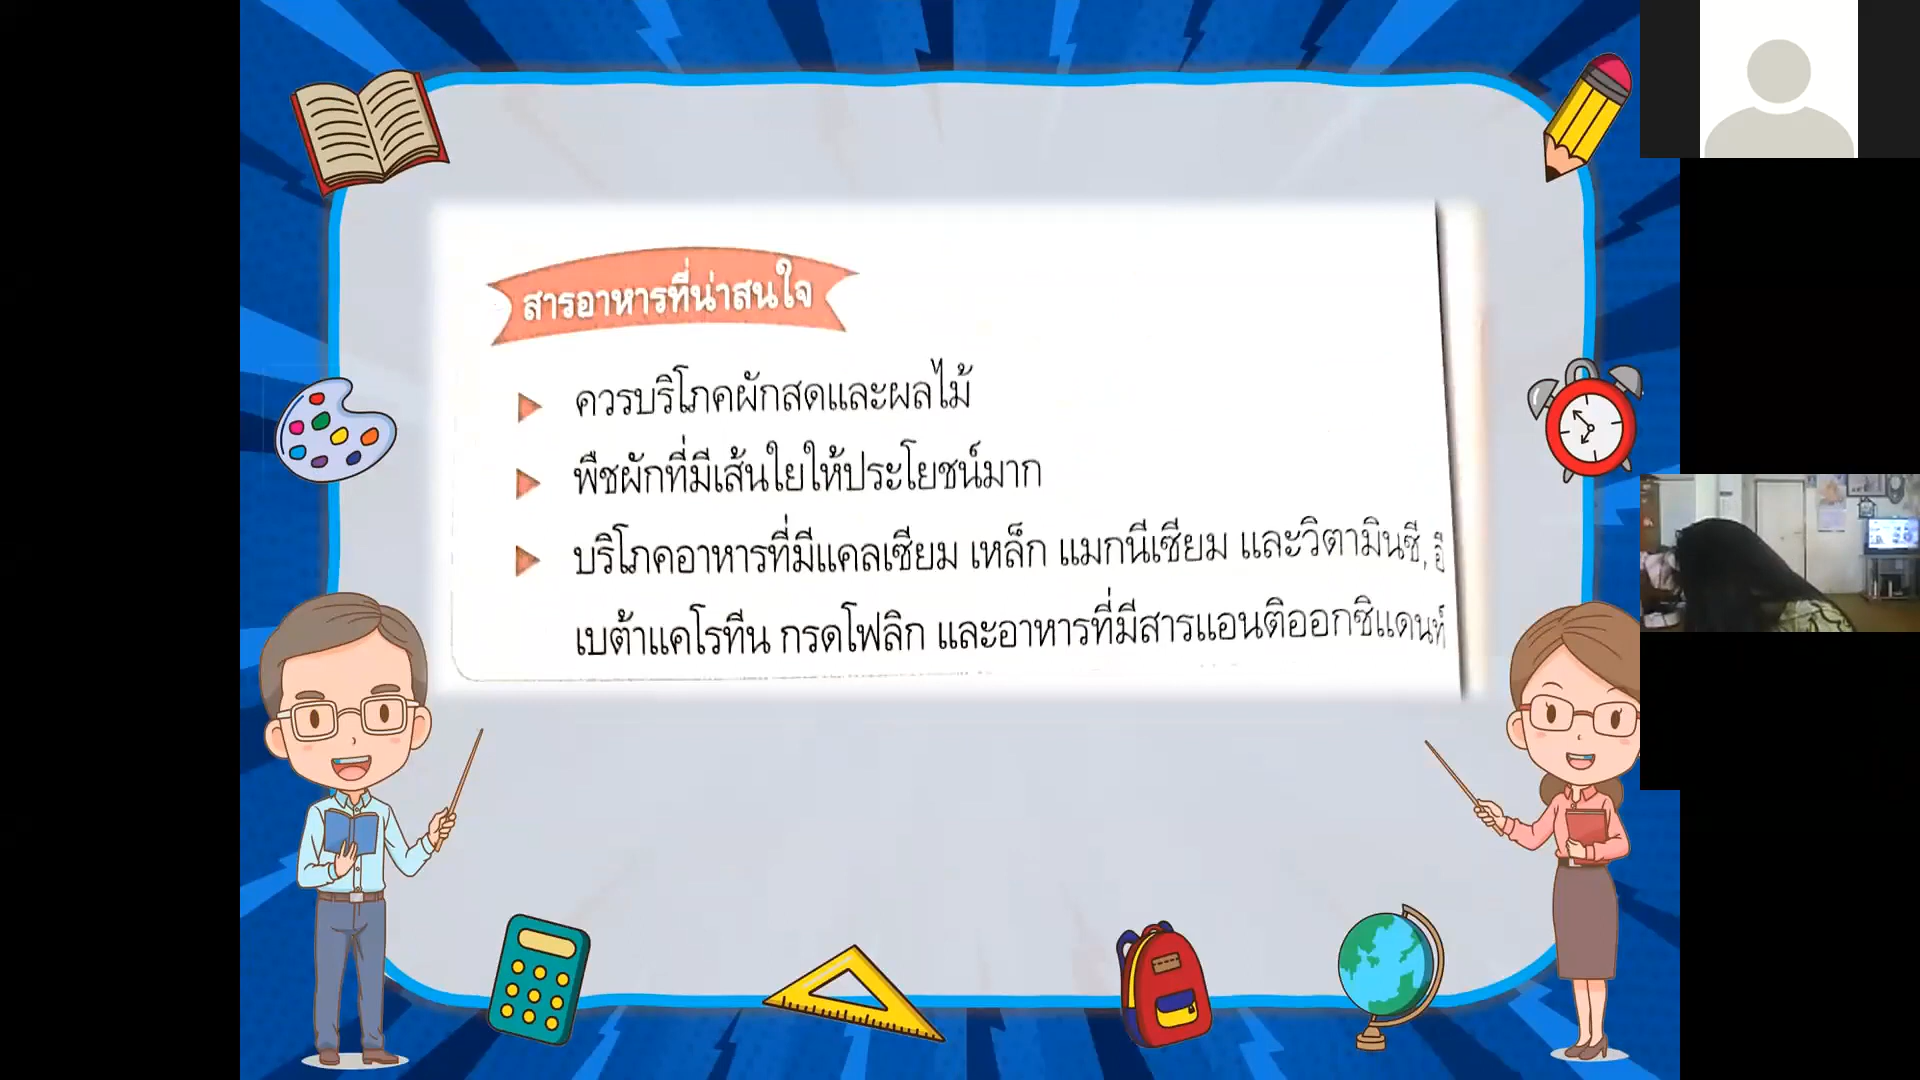 สารอาหารที่น่าสนใจ
ควรบริโภคผักสดและผลไม้
พืชผักที่มีเส้นใยให้ประโยชน์มาก
บริโภคอาหารที่มีแคลเซียม เหล็ก แมกนีเซียม และวิตามินซี, อี
เบต้าแคโรทีน กรดโฟลิก และอาหารที่มีสารแอนติออกซิแดนท์